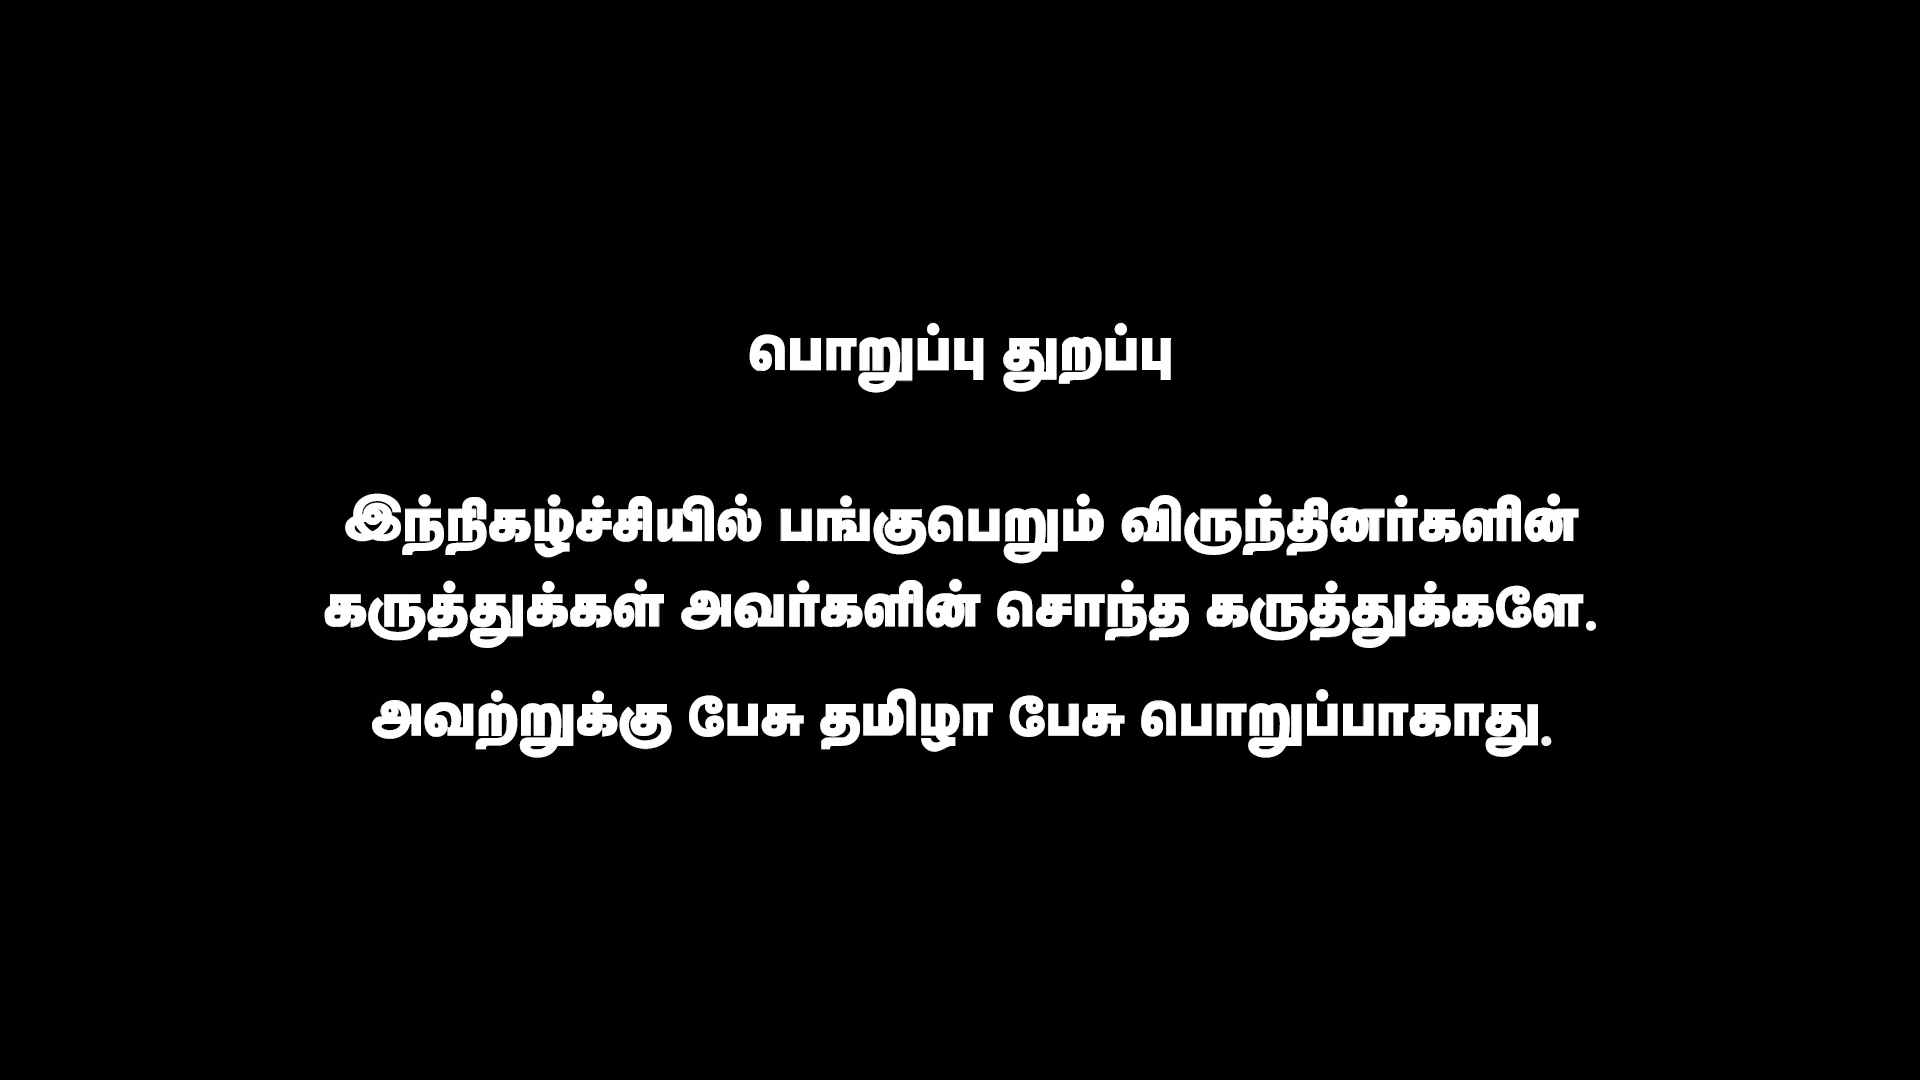 பொறுப்பு துறப்பு
இந்நிகழ்ச்சியில் பங்குபெறும் விருந்தினர்களின்
கருத்துக்கள் அவர்களின் சொந்த கருத்துக்களே.
அவற்றுக்கு பேசு தமிழா பேசு பொறுப்பாகாது.